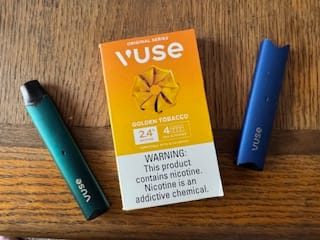 ORIGINAL SERIES
VUSE
GOLDEN TOBACCO
2.4%
4
WARNING:
This product
contains nicotine.
Nicotine is an
addictive chemical.
VUSE
VUSE